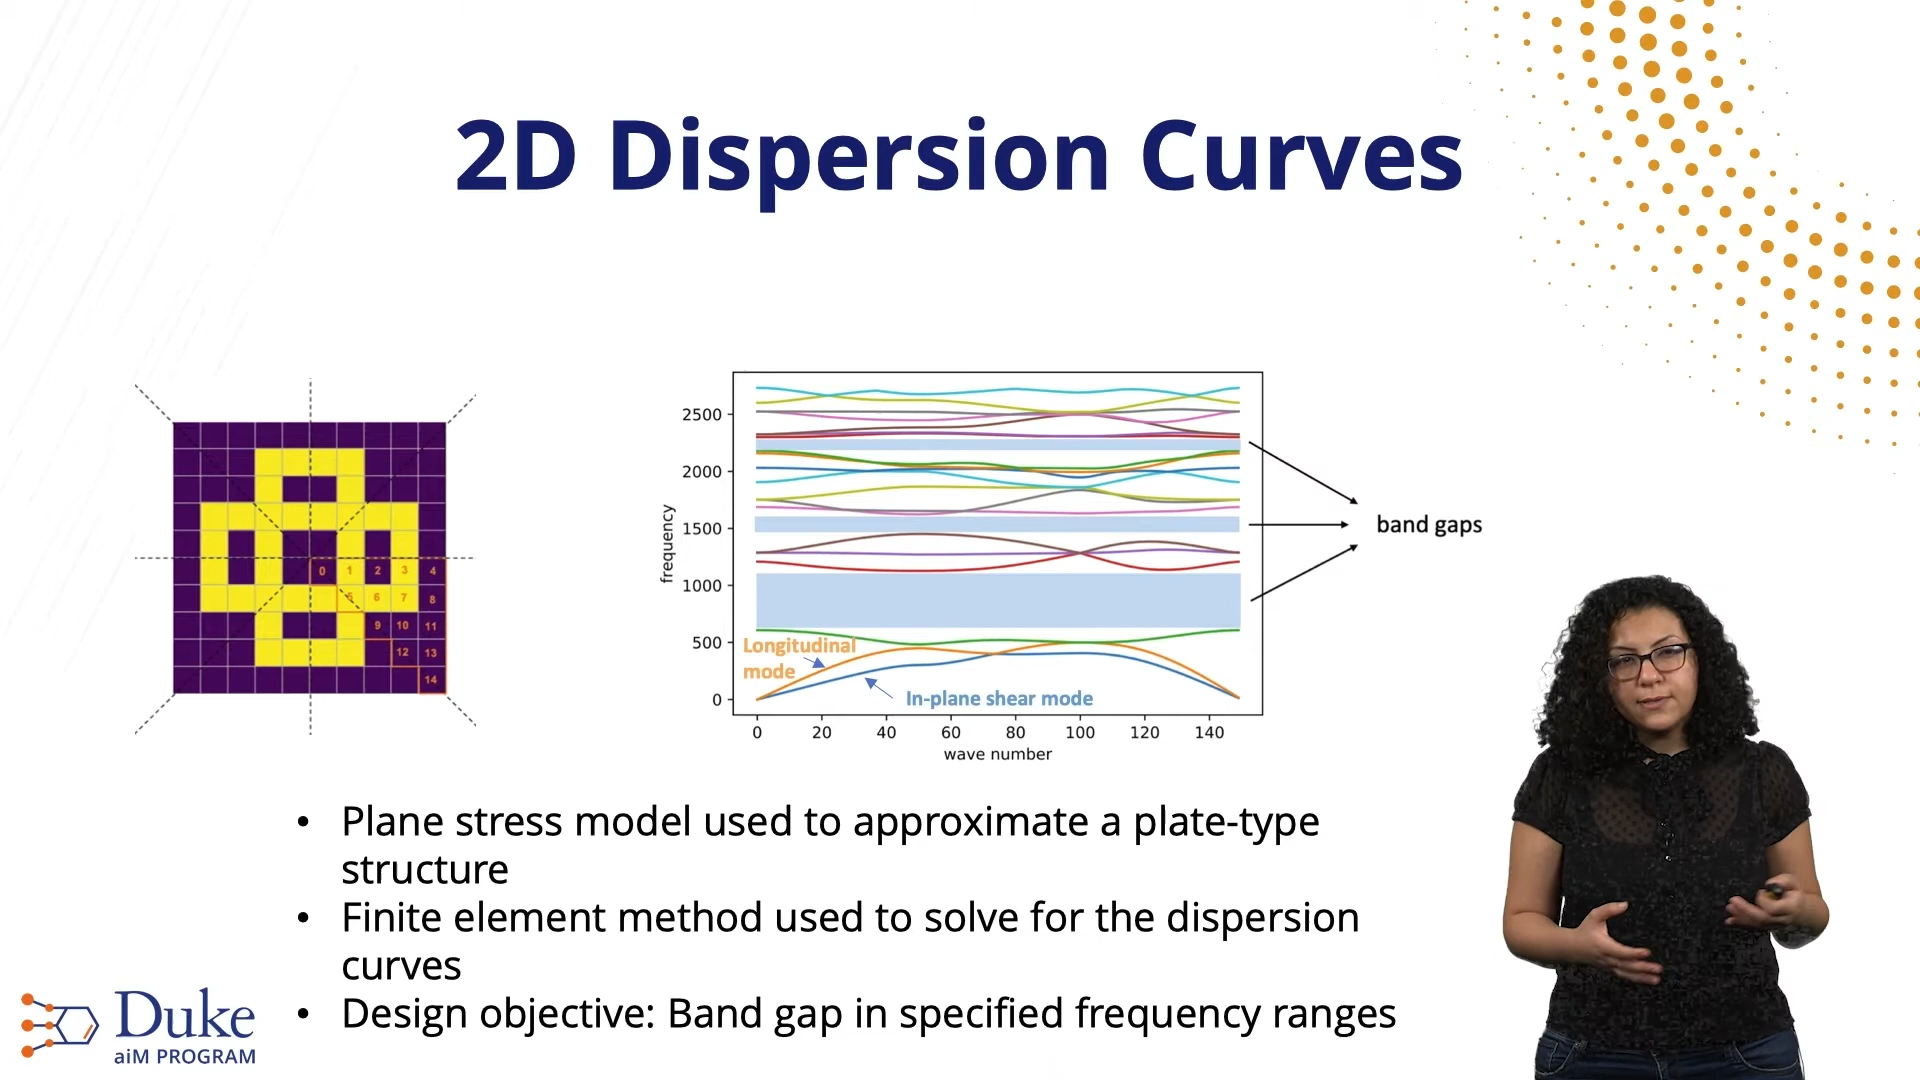 2D Dispersion Curves
0 1 2 3 4
5 6 7 8
9 10 11
12 13
14
2500
2000
1500
1000
500
0
frequency
0 20 40 60 80 100 120 140
wave number
Longitudinal
mode
In-plane shear mode
band gaps
• Plane stress model used to approximate a plate-type
structure
• Finite element method used to solve for the dispersion
curves
• Design objective: Band gap in specified frequency ranges
Duke
aiM PROGRAM